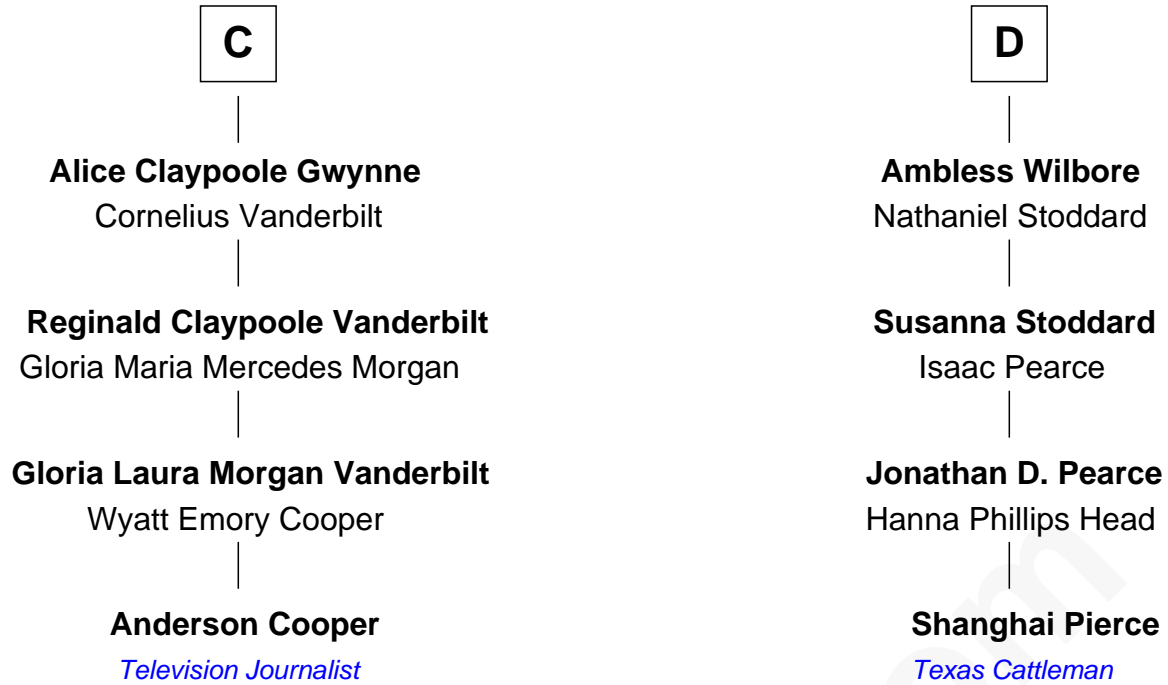 C
Alice Claypoole Gwynne
Cornelius Vanderbilt
Reginald Claypoole Vanderbilt
Gloria Maria Mercedes Morgan
Gloria Laura Morgan Vanderbilt
Wyatt Emory Cooper
Anderson Cooper
Television Journalist
D
Ambless Wilbore
Nathaniel Stoddard
Susanna Stoddard
Isaac Pearce
Jonathan D. Pearce
Hanna Phillips Head
Shanghai Pierce
Texas Cattleman
om